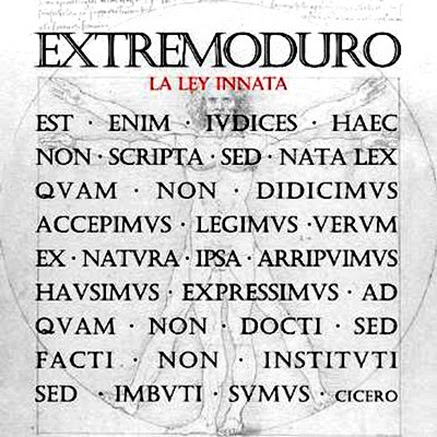 EXTREMODURO
LA LEY INNATA
EST · ENIM · IVDICES · HAEC
NON · SCRIPTA · SED · NATA LEX
QVAM · NON · DIDICIMVS
ACCEPIMVS · LEGIMVS · VERVM
EX · NATVRA · IPSA · ARRIPVIMVS
HAVSIMVS · EXPRESSIMVS · AD
QVAM · NON · DOCTI · SED
FACTI · NON · INSTITVTI
SED · IMBVTI · SVMVS · CICERO